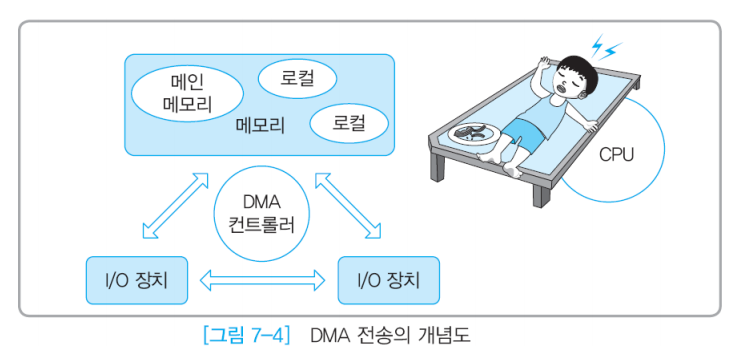 메인
메모리
로컬
메모리
로컬
CPU
DMA
컨트롤러
I/O 장치
I/O 장치
[그림 7-4] DMA 전송의 개념도